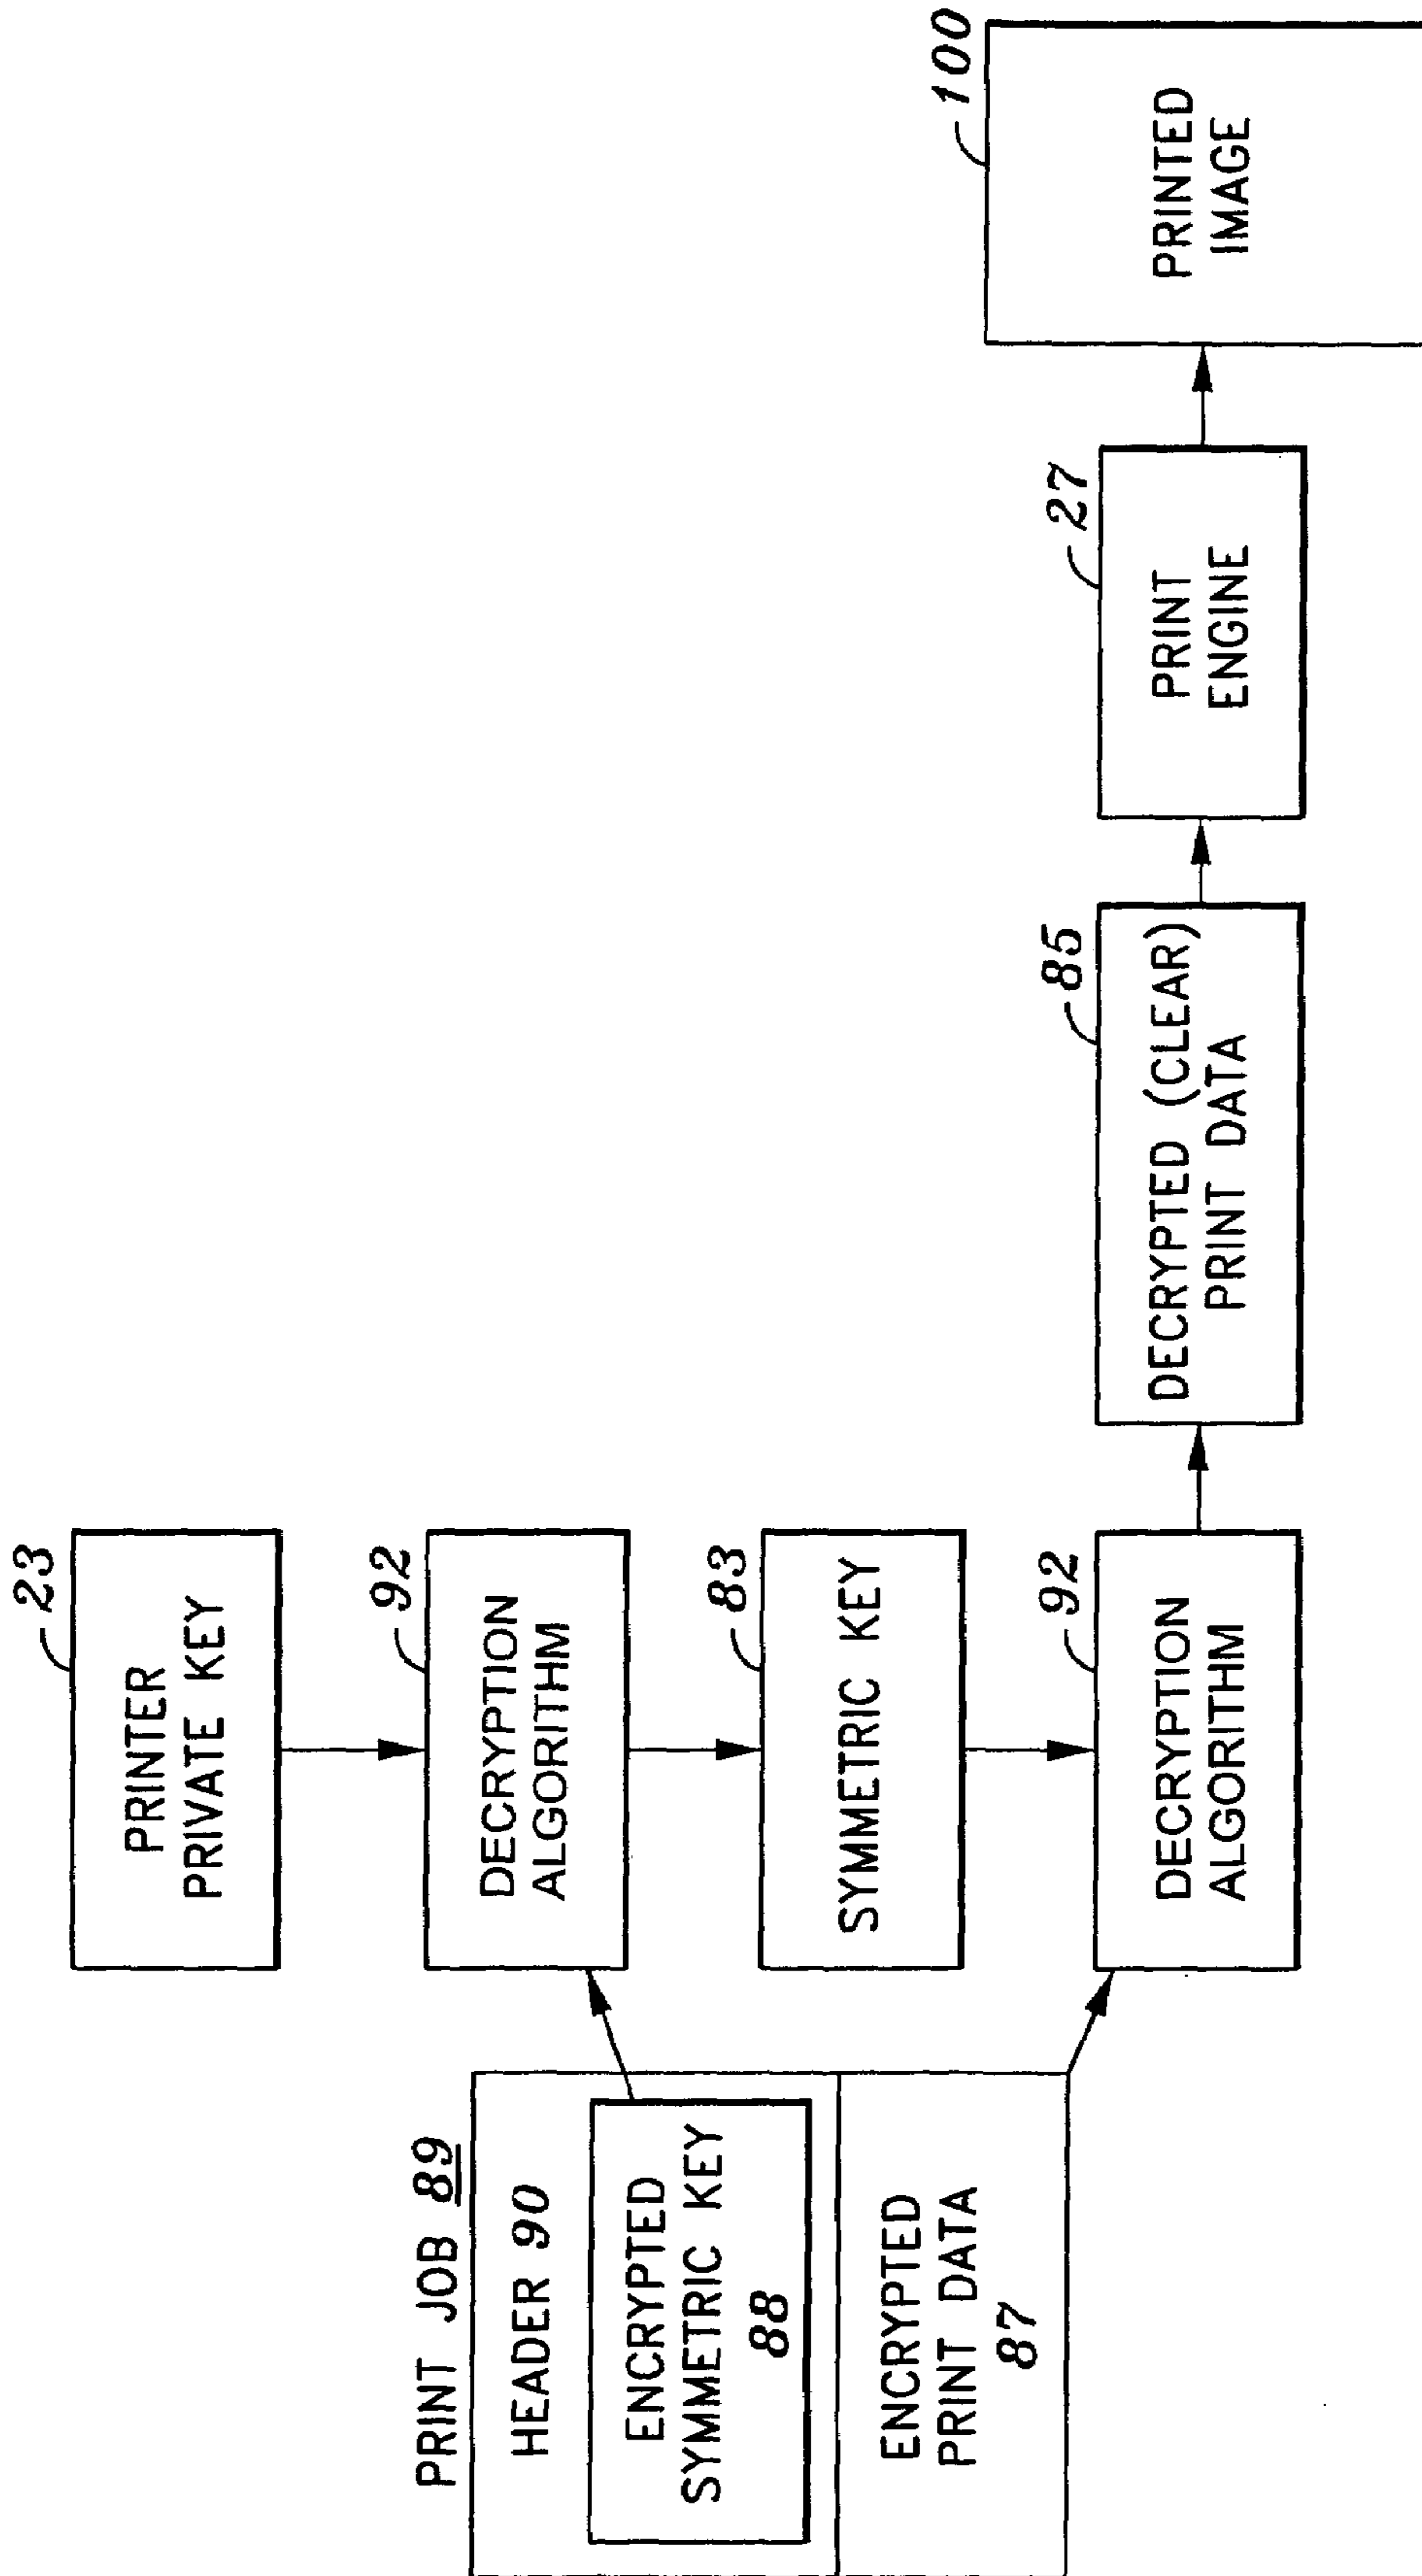 23
PRINTER
PRIVATE KEY
PRINT JOB 89
HEADER 90
ENCRYPTED
SYMMETRIC KEY
88
ENCRYPTED
PRINT DATA
87
92
DECRYPTION
ALGORITHM
83
SYMMETRIC KEY
92
DECRYPTION
ALGORITHM
85
DECRYPTED (CLEAR)
PRINT DATA
27
PRINT
ENGINE
100
PRINTED
IMAGE